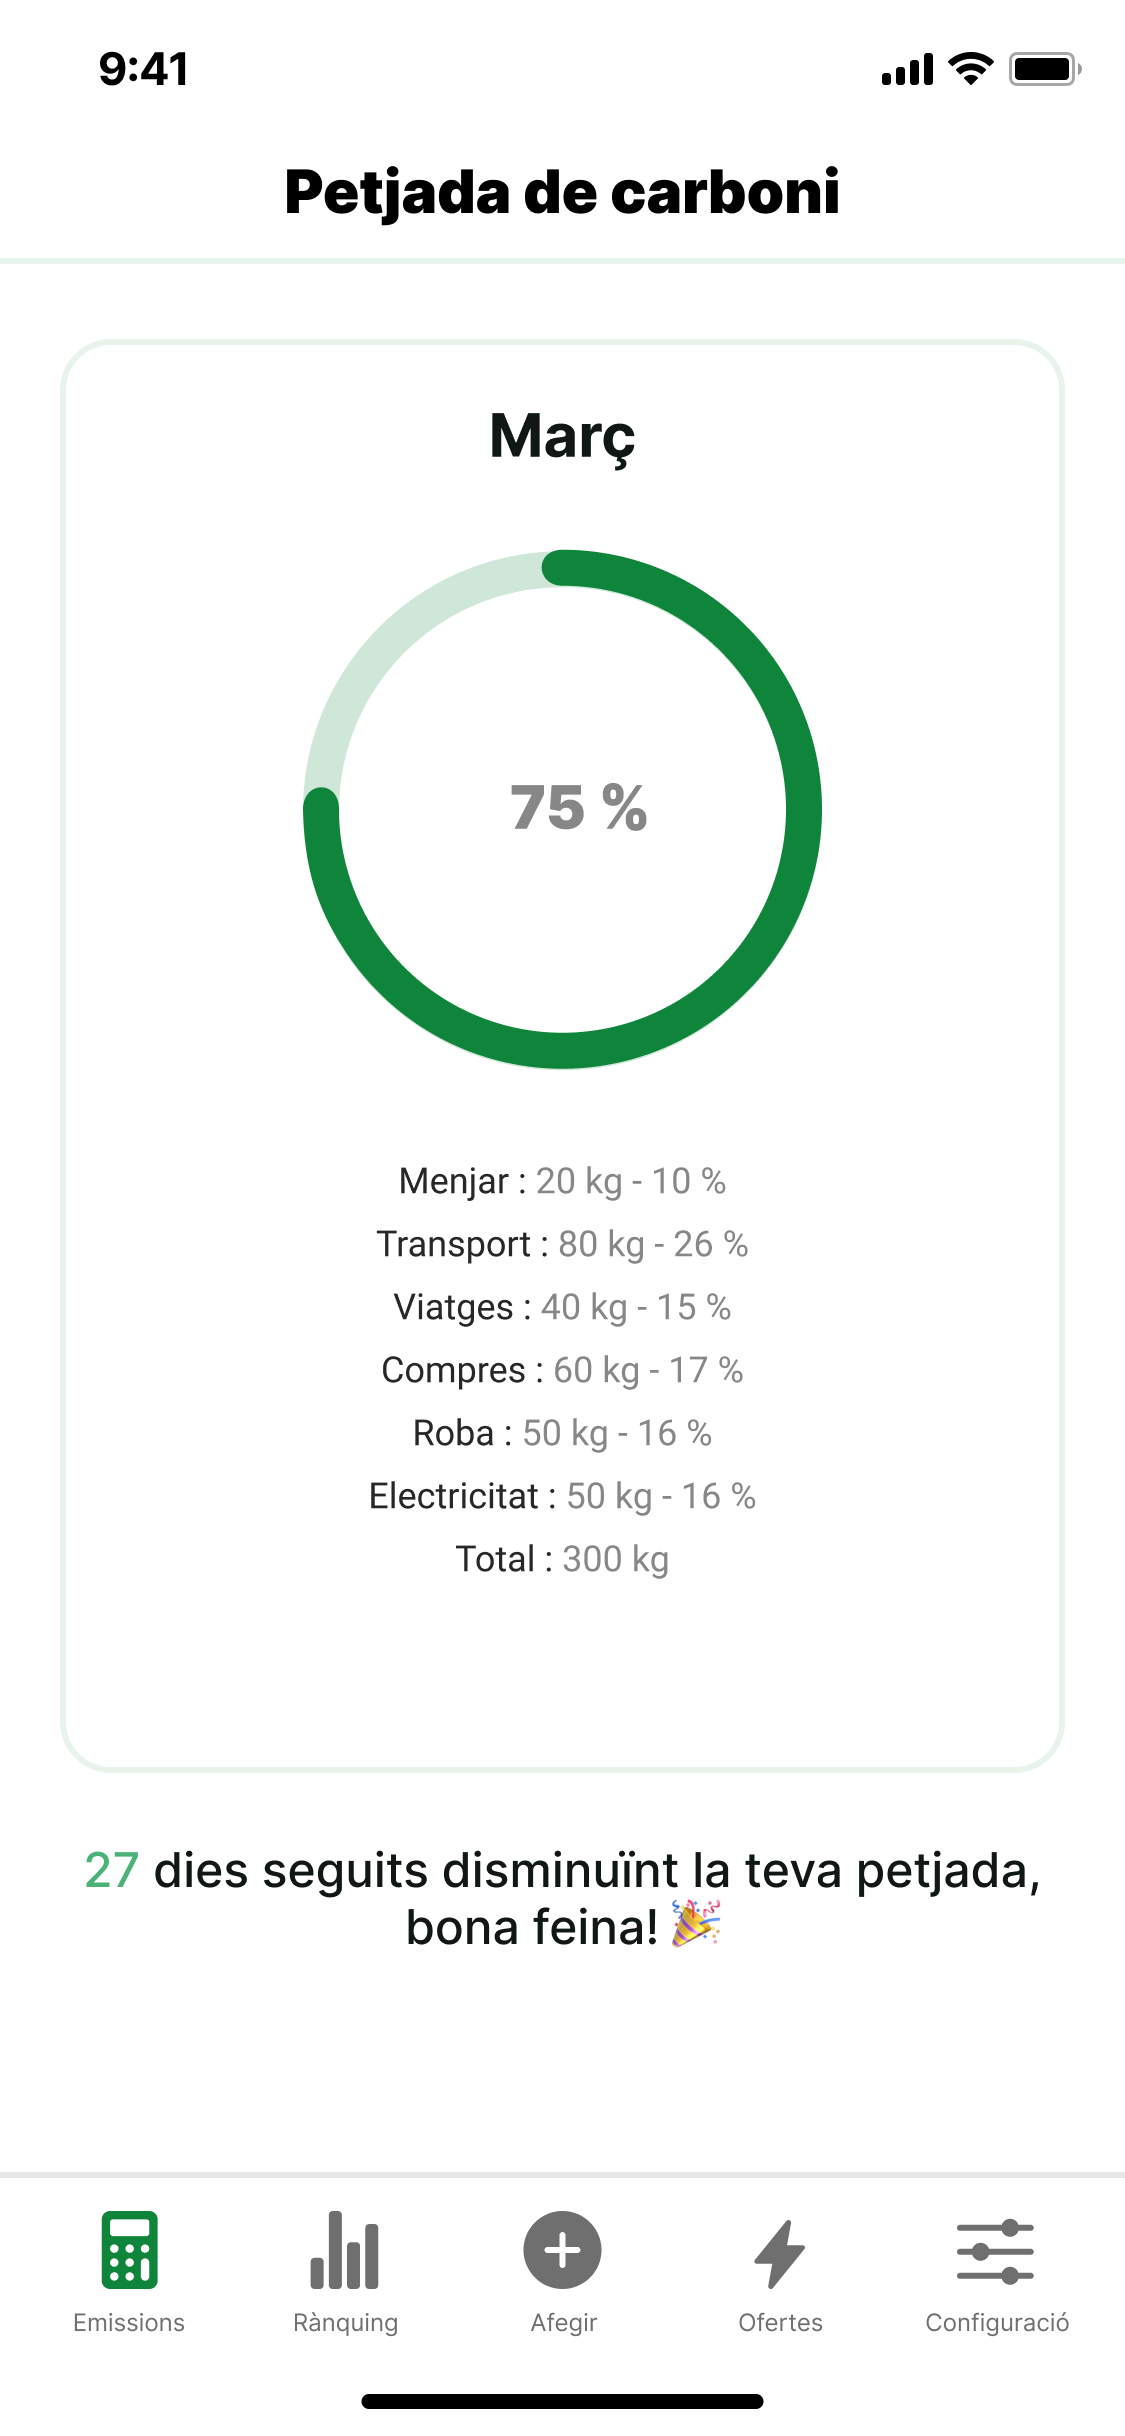 9:41
Petjada de carboni
Març
75 %
Menjar : 20 kg - 10 %
Transport : 80 kg - 26 %
Viatges : 40 kg - 15 %
Compres : 60 kg - 17 %
Roba : 50 kg - 16 %
Electricitat : 50 kg - 16 %
Total : 300 kg
27 dies seguits disminuïnt la teva petjada,
bona feina! 🎉
Emissions
Rànquing
Afegir
Ofertes
Configuració